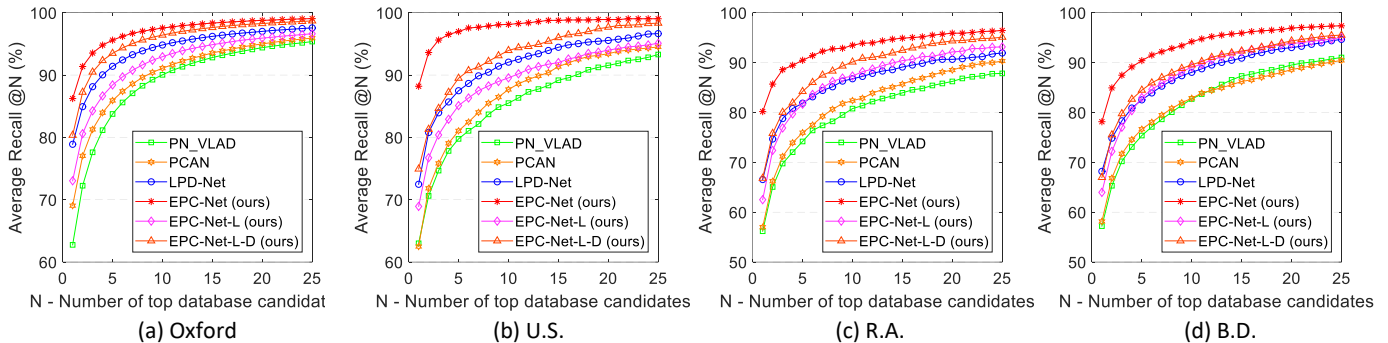 Average Recall @N (%)
100
90
80
70
60
0
5
10
15
20
25
PN_VLAD
PCAN
LPD-Net
EPC-Net (ours)
EPC-Net-L (ours)
EPC-Net-L-D (ours)
N - Number of top database candidat
(a) Oxford
Average Recall @N (%)
100
90
80
70
60
0
5
10
15
20
25
PN_VLAD
PCAN
LPD-Net
EPC-Net (ours)
EPC-Net-L (ours)
EPC-Net-L-D (ours)
N - Number of top database candidates
(b) U.S.
Average Recall @N (%)
100
90
80
70
60
50
0
5
10
15
20
25
PN_VLAD
PCAN
LPD-Net
EPC-Net (ours)
EPC-Net-L (ours)
EPC-Net-L-D (ours)
N - Number of top database candidates
(c) R.A.
Average Recall @N (%)
100
90
80
70
60
50
0
5
10
15
20
25
PN_VLAD
PCAN
LPD-Net
EPC-Net (ours)
EPC-Net-L (ours)
EPC-Net-L-D (ours)
N - Number of top database candidates
(d) B.D.